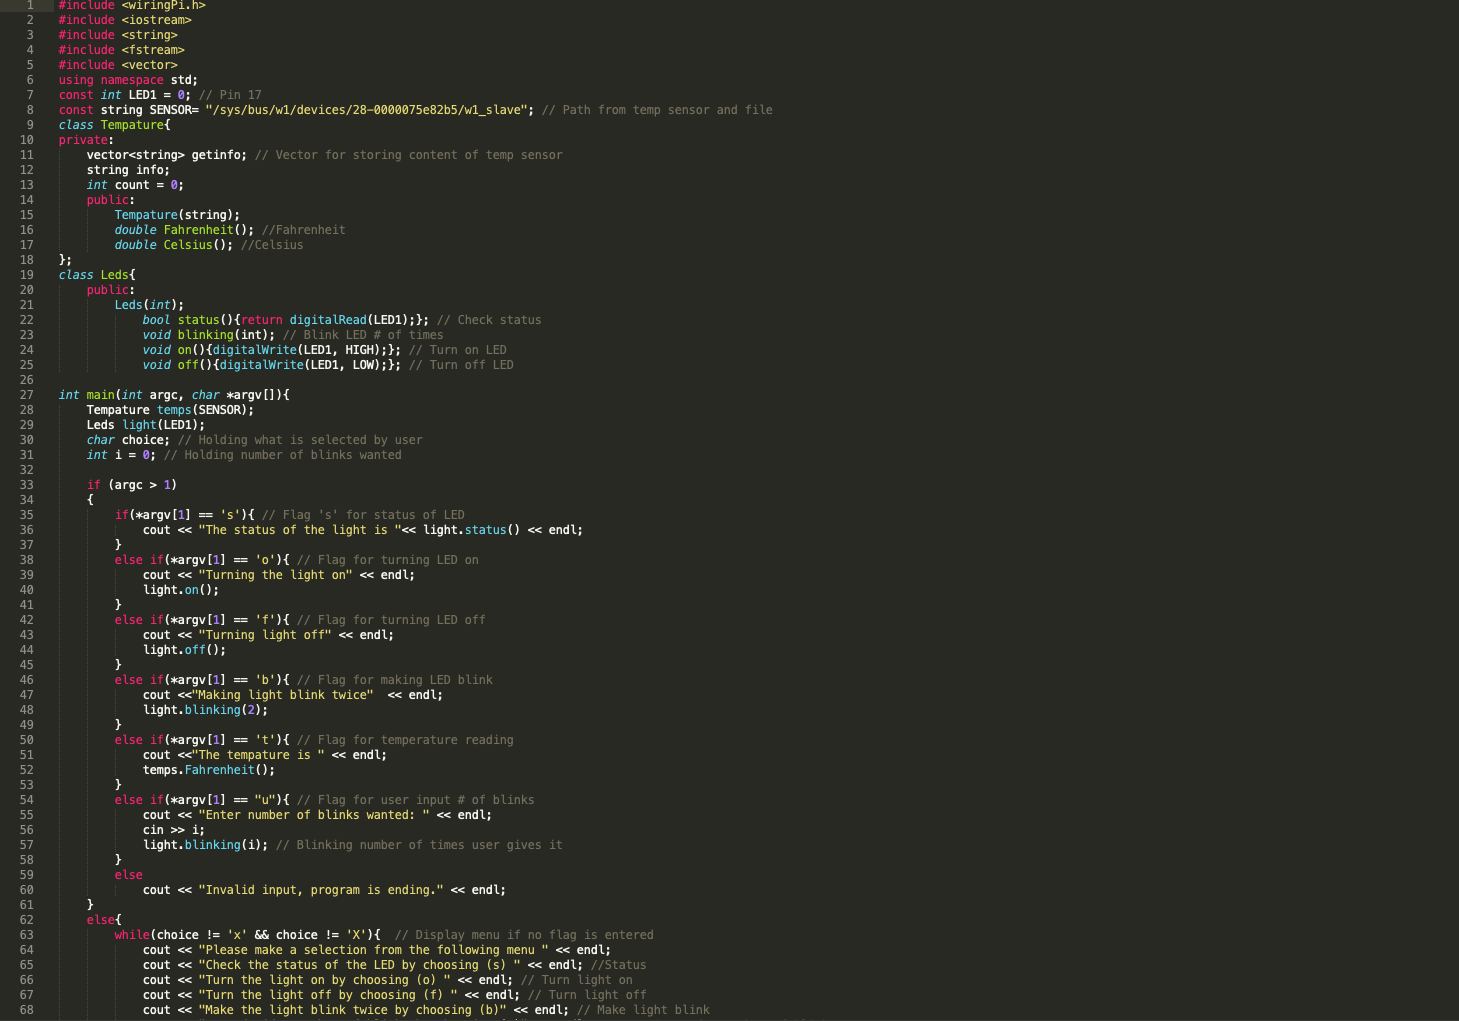 1 #include <wiringPi.h>
2 #include <iostream>
3 #include <string>
4 #include <fstream>
5 #include <vector>
6 using namespace std;
7 const int LED1 = 0; // Pin 17
8 const string SENSOR= "/sys/bus/w1/devices/28-0000075e82b5/w1_slave"; // Path from temp sensor and file
9 class Tempature{
10 private:
11     vector<string> getinfo; // Vector for storing content of temp sensor
12     string info;
13     int count = 0;
14     public:
15         Tempature(string);
16         double Fahrenheit(); //Fahrenheit
17         double Celsius(); //Celsius
18 };
19 class Leds{
20     public:
21         Leds(int);
22             bool status(){return digitalRead(LED1);}; // Check status
23             void blinking(int); // Blink LED # of times
24             void on(){digitalWrite(LED1, HIGH);}; // Turn on LED
25             void off(){digitalWrite(LED1, LOW);}; // Turn off LED
26
27 int main(int argc, char *argv[]){
28     Tempature temps(SENSOR);
29     Leds light(LED1);
30     char choice; // Holding what is selected by user
31     int i = 0; // Holding number of blinks wanted
32
33     if (argc > 1)
34     {
35         if(*argv[1] == 's'){ // Flag 's' for status of LED
36             cout << "The status of the light is "<< light.status() << endl;
37         }
38         else if(*argv[1] == 'o'){ // Flag for turning LED on
39             cout << "Turning the light on" << endl;
40             light.on();
41         }
42         else if(*argv[1] == 'f'){ // Flag for turning LED off
43             cout << "Turning light off" << endl;
44             light.off();
45         }
46         else if(*argv[1] == 'b'){ // Flag for making LED blink
47             cout <<"Making light blink twice"  << endl;
48             light.blinking(2);
49         }
50         else if(*argv[1] == 't'){ // Flag for temperature reading
51             cout <<"The tempature is " << endl;
52             temps.Fahrenheit();
53         }
54         else if(*argv[1] == "u"){ // Flag for user input # of blinks
55             cout << "Enter number of blinks wanted: " << endl;
56             cin >> i;
57             light.blinking(i); // Blinking number of times user gives it
58         }
59         else
60             cout << "Invalid input, program is ending." << endl;
61     }
62     else{
63         while(choice != 'x' && choice != 'X'){  // Display menu if no flag is entered
64             cout << "Please make a selection from the following menu " << endl;
65             cout << "Check the status of the LED by choosing (s) " << endl; //Status
66             cout << "Turn the light on by choosing (o) " << endl; // Turn light on
67             cout << "Turn the light off by choosing (f) " << endl; // Turn light off
68             cout << "Make the light blink twice by choosing (b)" << endl; // Make light blink